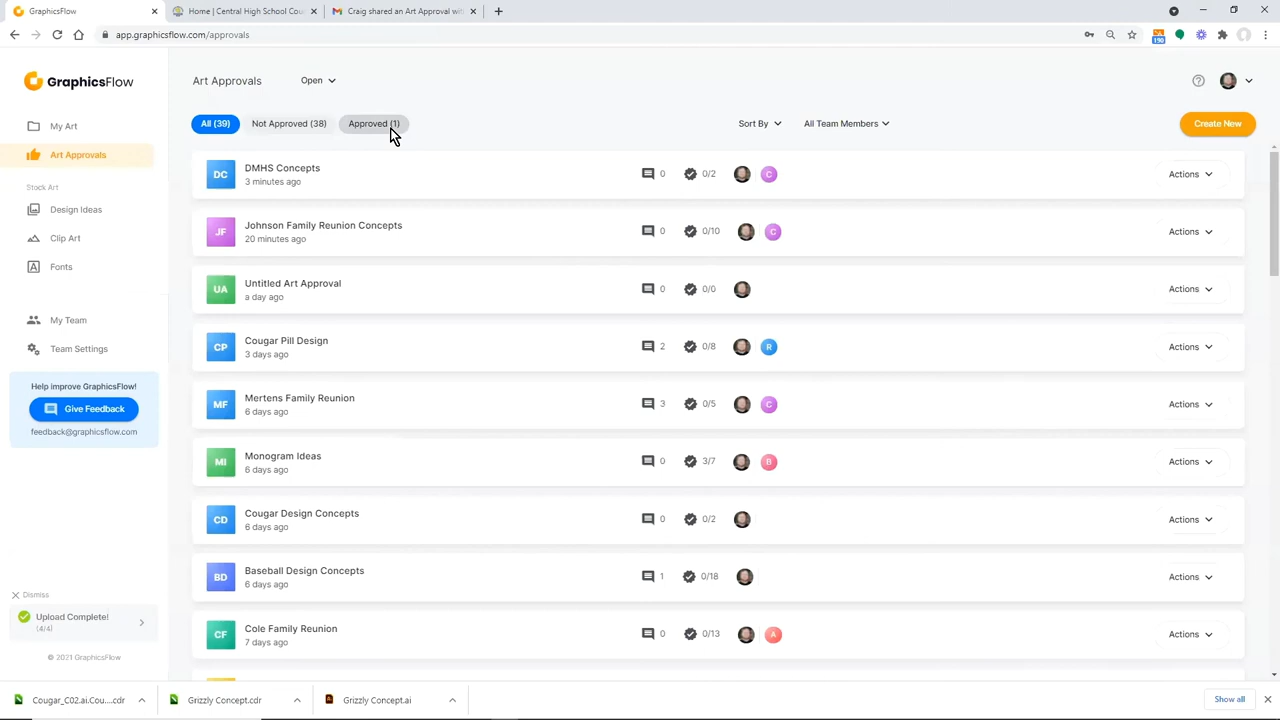 GraphicsFlow
Home | Central High School Cou
Craig shared an Art Approval with
app.graphicsflow.com/approvals
190
GraphicsFlow
Art Approvals
Open
My Art
All (39)
Not Approved (38)
Approved (1)
Sort By
All Team Members
Create New
Art Approvals
DC
DMHS Concepts
3 minutes ago
0
0/2
C
Actions
Stock Art
Design Ideas
Clip Art
Fonts
JF
Johnson Family Reunion Concepts
20 minutes ago
0
0/10
C
Actions
UA
Untitled Art Approval
a day ago
0
0/0
Actions
My Team
Team Settings
CP
Cougar Pill Design
3 days ago
2
0/8
R
Actions
Help improve GraphicsFlow!
Give Feedback
feedback@graphicsflow.com
MF
Mertens Family Reunion
6 days ago
3
0/5
C
Actions
MI
Monogram Ideas
6 days ago
0
3/7
B
Actions
CD
Cougar Design Concepts
6 days ago
0
0/2
Actions
BD
Baseball Design Concepts
6 days ago
1
0/18
Actions
CF
Cole Family Reunion
7 days ago
0
0/13
A
Actions
Dismiss
Upload Complete!
(4/4)
© 2021 GraphicsFlow
Cougar_C02.ai.Cou....cdr
Grizzly Concept.cdr
Grizzly Concept.ai
Show all